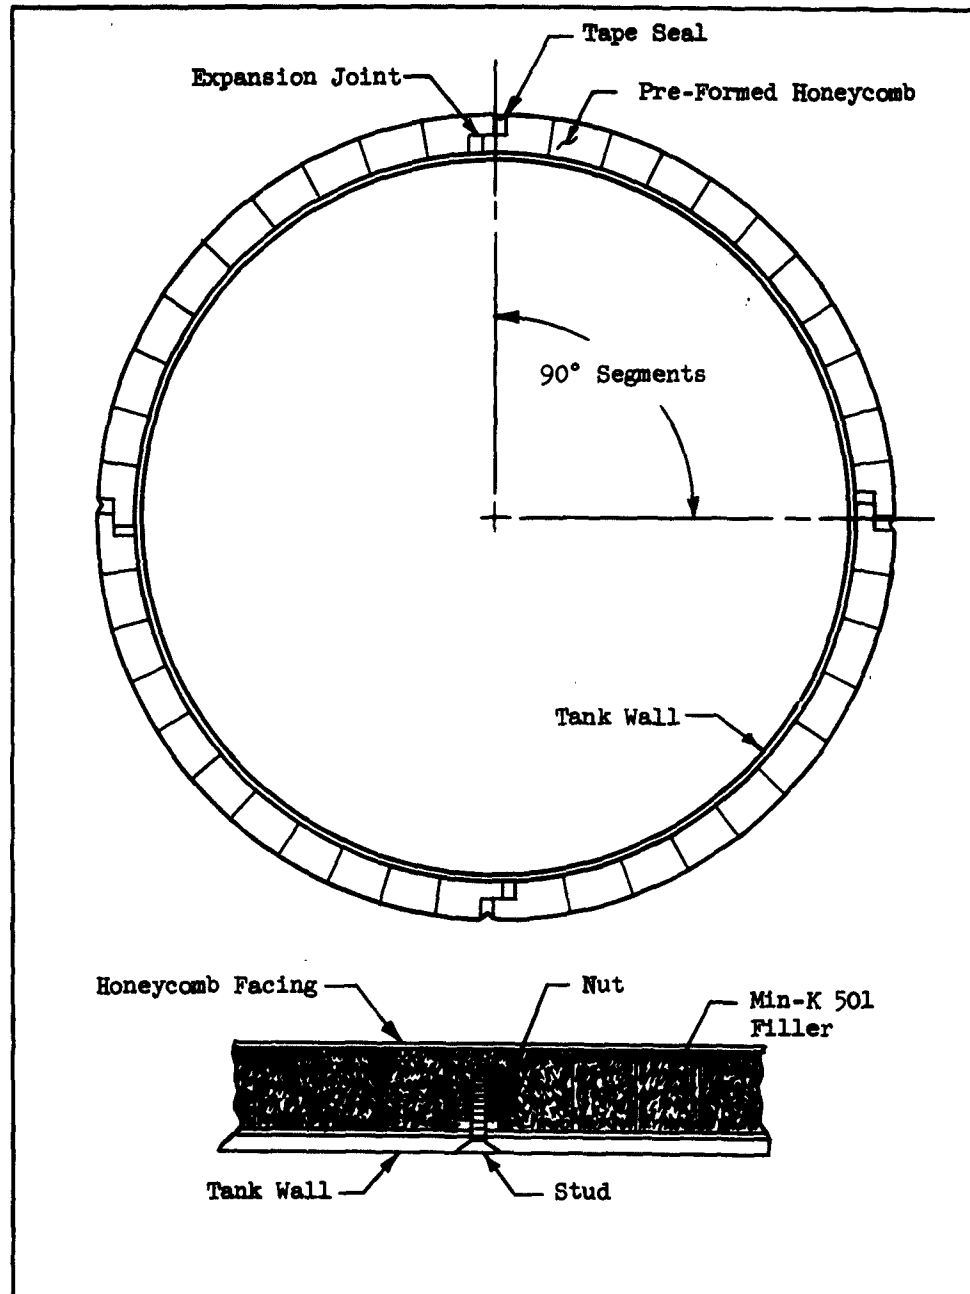 Tape Seal
Expansion Joint
Pre-Formed Honeycomb
90° Segments
Tank Wall
Honeycomb Facing
Nut
Min-K 501
Filler
Tank Wall
Stud